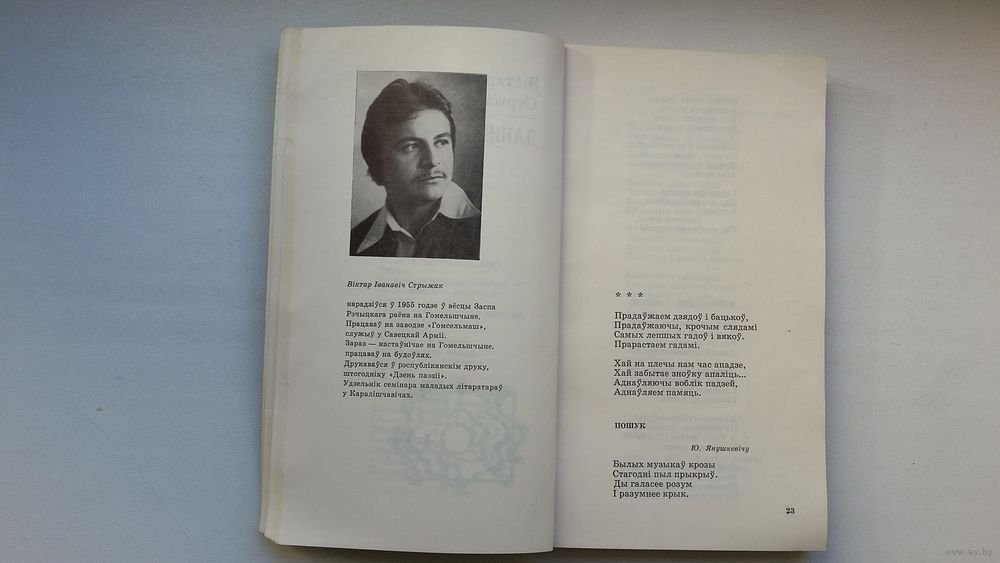 Віктар Іванавіч Стрыжак
нарадзіўся ў 1955 годзе ў вёсцы Заспа
Рэчыцкага раёна на Гомельшчыне.
Працаваў на заводзе «Гомсельмаш»,
служыў у Савецкай Арміі.
Зараз — настаўнічае на Гомельшчыне.
працаваў на будоўлях.
Друкаваўся ў рэспубліканскім друку,
штогодніку «Дзень паэзіі».
Удзельнік семінара маладых літаратараў
у Каралішчавічах.
* * *
Прадаўжаем дзядоў і бацькоў,
Прадаўжаючы, крочым слядамі
Самых лепшых гадоў і вякоў.
Прарастаем гадамі.
Хай на плечы нам час ападзе,
Хай забытае зноўку апаліць...
Аднаўляючы воблік падзей,
Аднаўляем памяць.
ПОШУК
Ю. Янушкевічу
Былых музыкаў крозы
Стагодні пыл прыкрыў.
Ды галасее розум
І разумнее крык.
23
www.ay.by